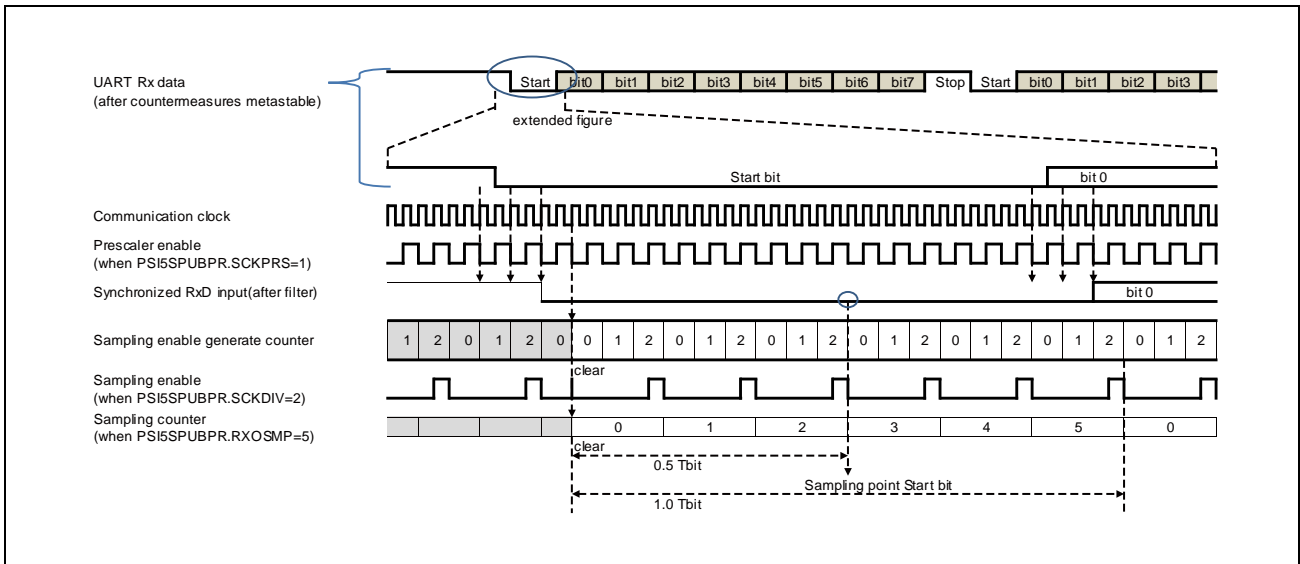 UART Rx data
(after countermeasures metastable)
Start bit0 bit1 bit2 bit3 bit4 bit5 bit6 bit7 Stop Start bit0 bit1 bit2 bit3
extended figure
Start bit bit 0
Communication clock
Prescaler enable
(when PSI5SPUBPR.SCKPRS=1)
Synchronized RxD input(after filter) bit 0
Sampling enable generate counter 1 2 0 1 2 0 0 1 2 0 1 2 0 1 2 0 1 2 0 1 2 0 1 2 0 1 2
clear
Sampling enable
(when PSI5SPUBPR.SCKDIV=2)
Sampling counter
(when PSI5SPUBPR.RXOSMP=5) 0 1 2 3 4 5 0
clear
0.5 Tbit
Sampling point Start bit
1.0 Tbit